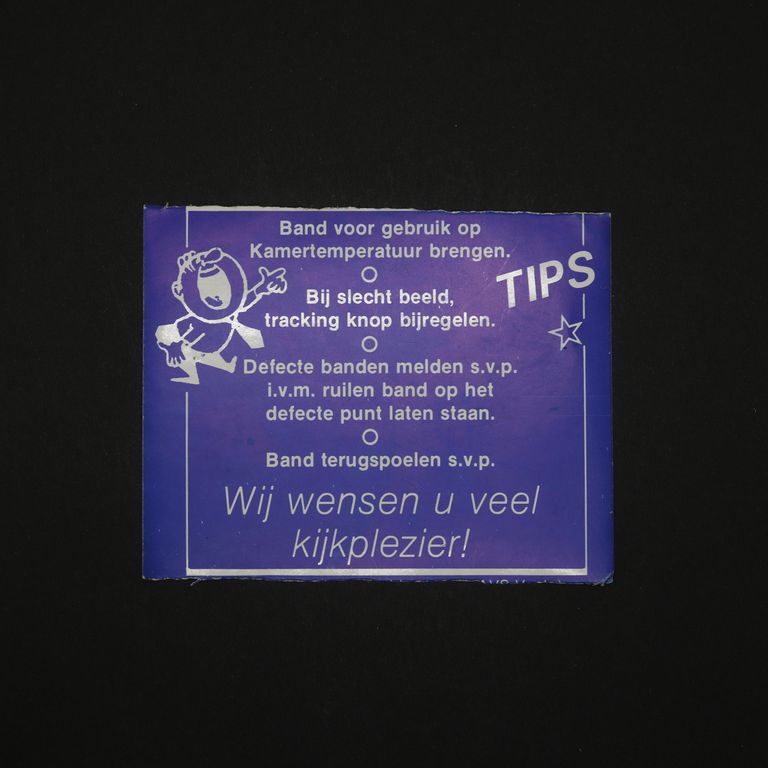 Band voor gebruik op
Kamertemperatuur brengen.
TIPS
Bij slecht beeld,
tracking knop bijregelen.
Defecte banden melden s.v.p.
i.v.m. ruilen band op het
defecte punt laten staan.
Band terugspoelen s.v.p.
Wij wensen u veel
kijkplezier!